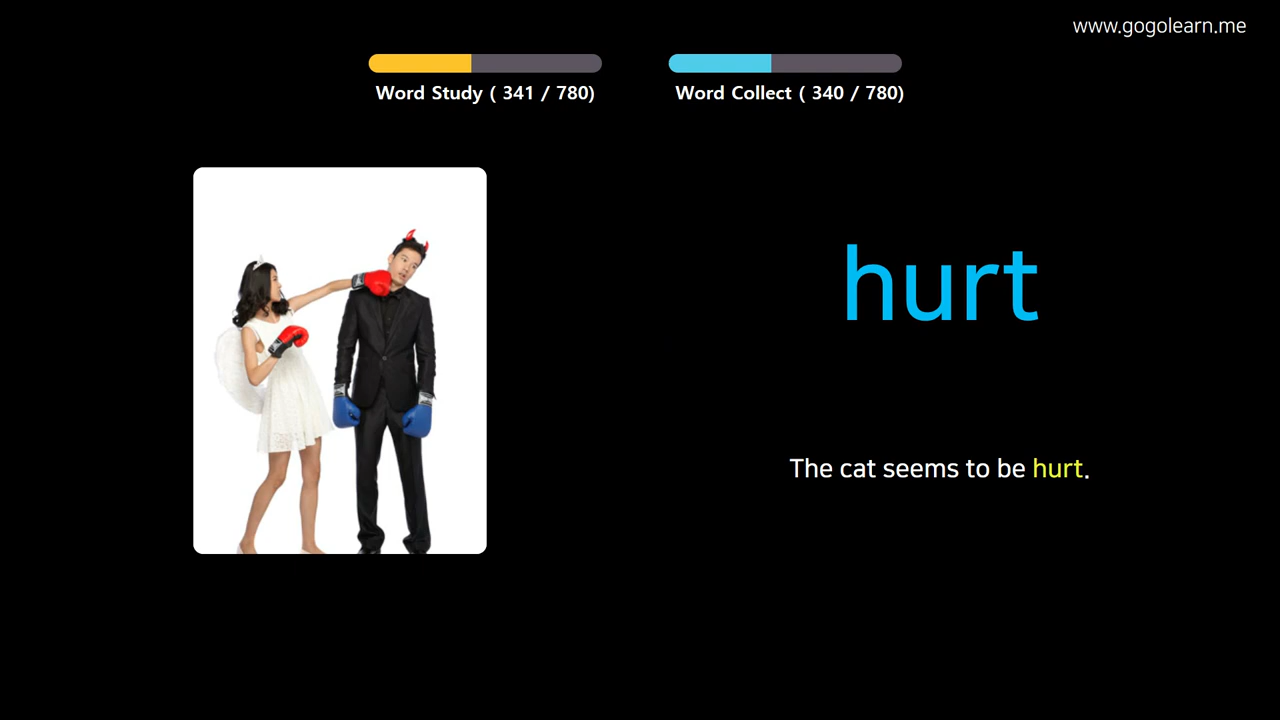 www.gogolearn.me
Word Study ( 341 / 780)
Word Collect ( 340 / 780)
hurt
The cat seems to be hurt.